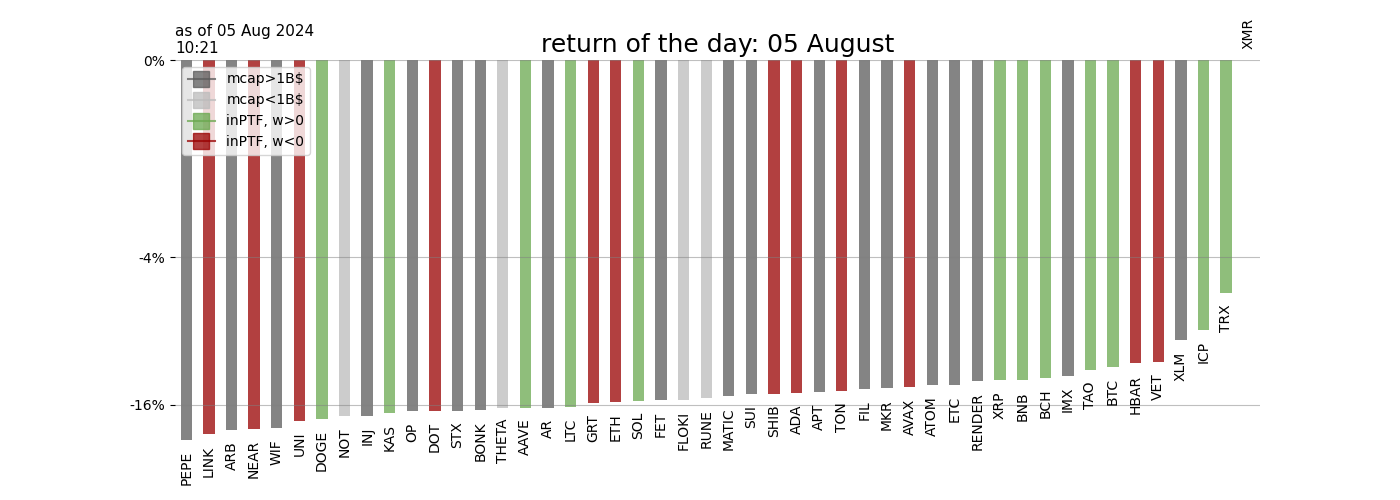 as of 05 Aug 2024
10:21
return of the day: 05 August
XMR
0%
mcap>1B$
mcap<1B$
inPTF, w>0
inPTF, w<0
-4%
-16%
PEPE
LINK
ARB
NEAR
WIF
UNI
DOGE
NOT
INJ
KAS
OP
DOT
STX
BONK
THETA
AAVE
AR
LTC
GRT
ETH
SOL
FET
FLOKI
RUNE
MATIC
SUI
SHIB
ADA
APT
TON
FIL
MKR
AVAX
ATOM
ETC
RENDER
XRP
BNB
BCH
IMX
TAO
BTC
HBAR
VET
XLM
ICP
TRX